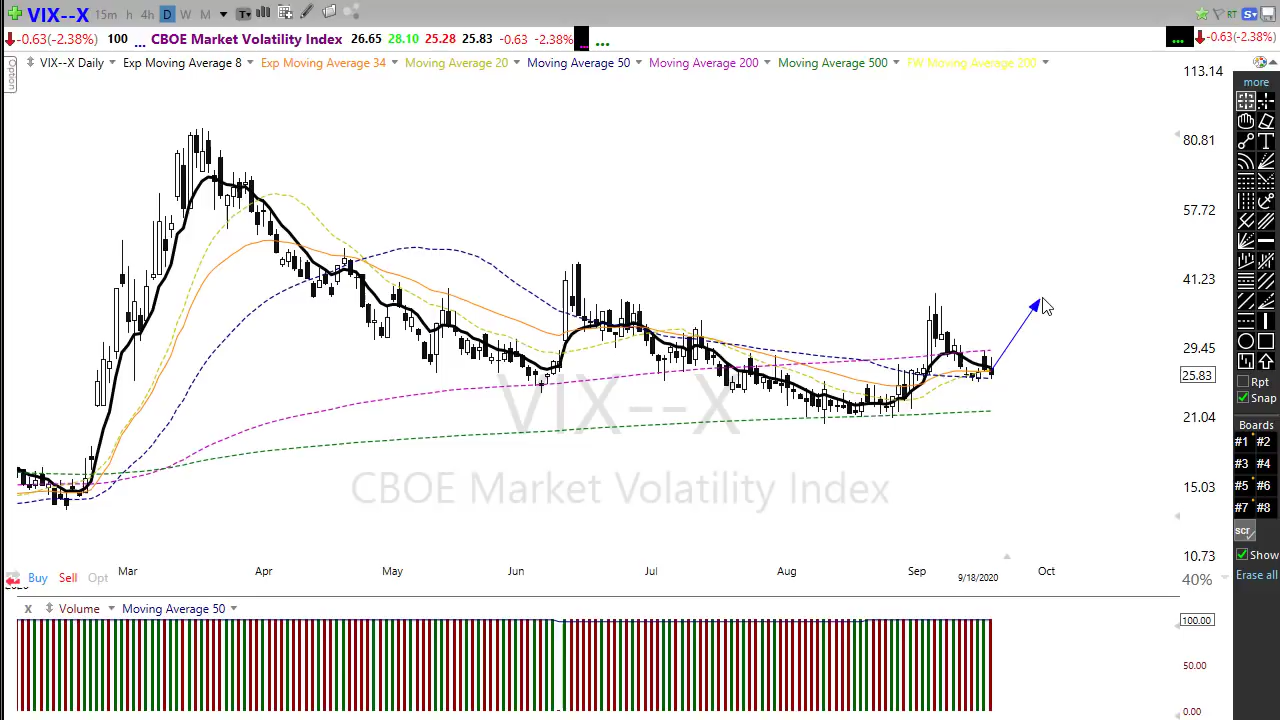 VIX--X 15m h 4h D W M T RT S
-0.63(-2.38%) 100 ... CBOE Market Volatility Index 26.65 28.10 25.28 25.83 -0.63 -2.38% ... ... ... -0.63(-2.38%)
Option VIX--X Daily Exp Moving Average 8 Exp Moving Average 34 Moving Average 20 Moving Average 50 Moving Average 200 Moving Average 500 FW Moving Average 200
113.14
more
80.81
57.72
41.23
29.45
25.83
21.04
15.03
10.73
40%
VIX--X
CBOE Market Volatility Index
Rpt
Snap
Boards
#1 #2
#3 #4
#5 #6
#7 #8
scr
Show
Erase all
Mar Apr May Jun Jul Aug Sep 9/18/2020 Oct
Buy Sell Opt
X Volume Moving Average 50
100.00
50.00
0.00